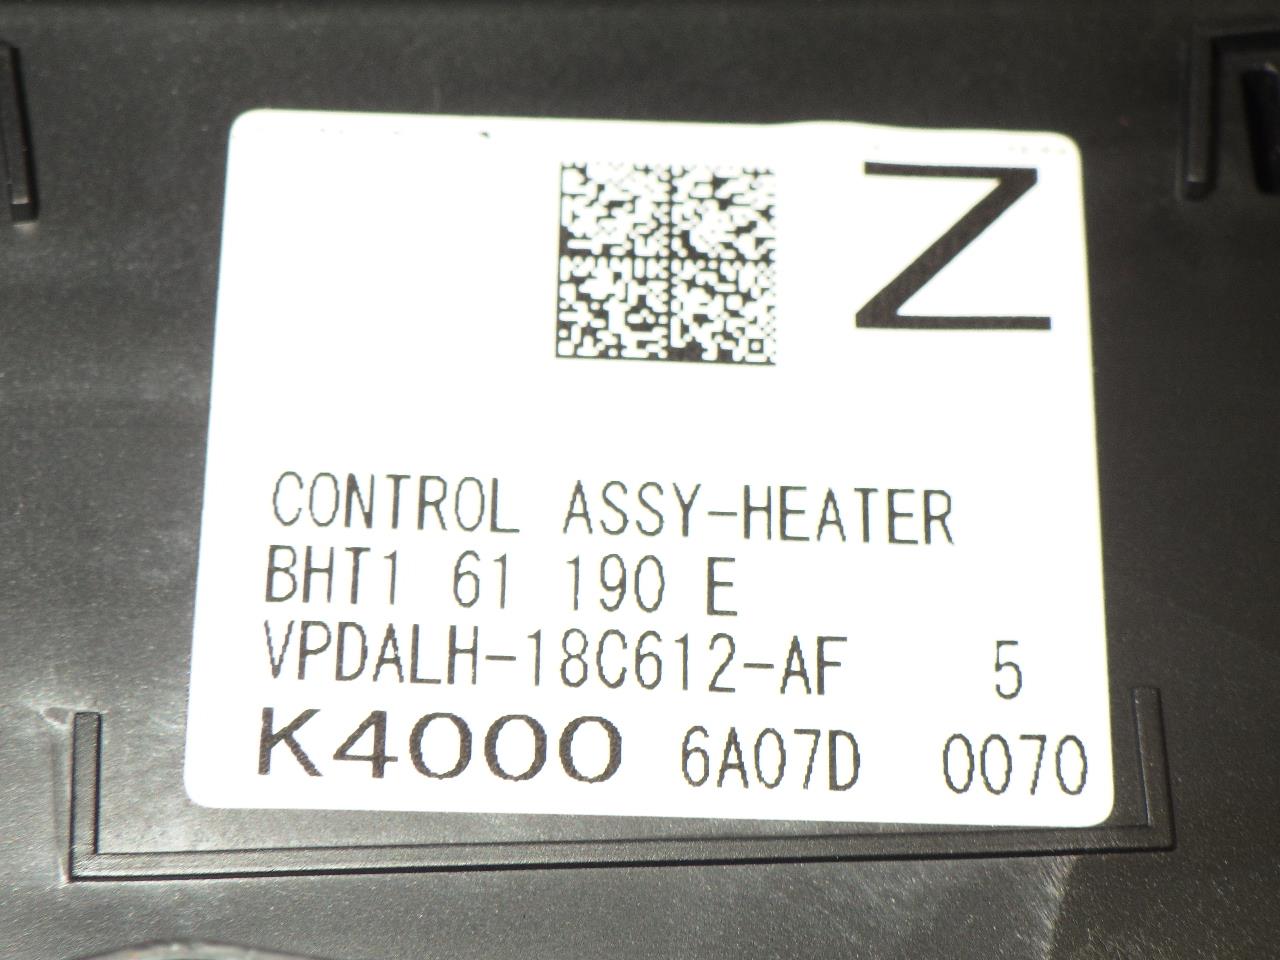 Z
CONTROL ASSY-HEATER
BHT1 61 190 E
VPDALH-18C612-AF 5
K4000 6A07D 0070